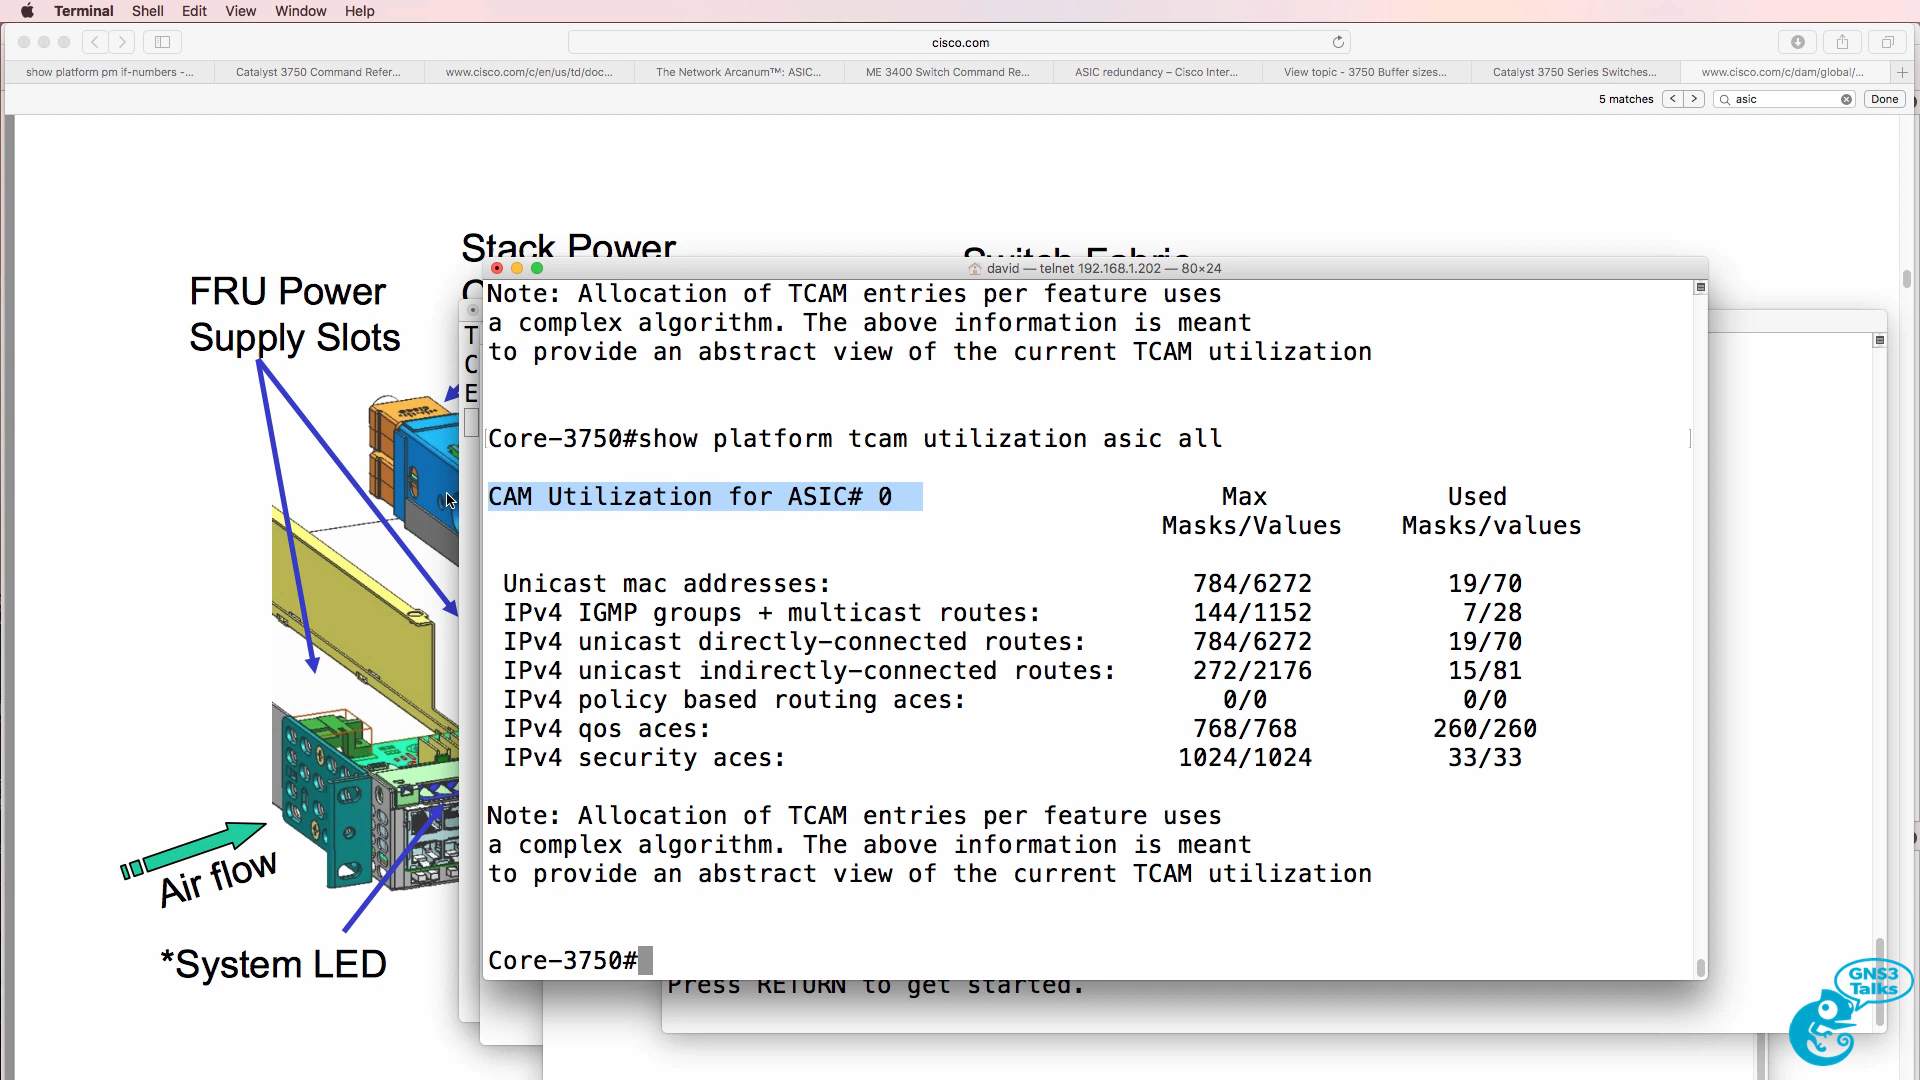 Terminal Shell Edit View Window Help
cisco.com
show platform pm if-numbers -... Catalyst 3750 Command Refer... www.cisco.com/c/en/us/td/doc... The Network Arcanum™: ASIC... ME 3400 Switch Command Re... ASIC redundancy – Cisco Inter... View topic - 3750 Buffer sizes... Catalyst 3750 Series Switches... www.cisco.com/c/dam/global/...
5 matches asic Done
Stack Power
Switch Fabric
FRU Power
Supply Slots
Air flow
*System LED
david — telnet 192.168.1.202 — 80×24
Note: Allocation of TCAM entries per feature uses
a complex algorithm. The above information is meant
to provide an abstract view of the current TCAM utilization
Core-3750#show platform tcam utilization asic all
CAM Utilization for ASIC# 0 Max Used
Masks/Values Masks/values
Unicast mac addresses: 784/6272 19/70
IPv4 IGMP groups + multicast routes: 144/1152 7/28
IPv4 unicast directly-connected routes: 784/6272 19/70
IPv4 unicast indirectly-connected routes: 272/2176 15/81
IPv4 policy based routing aces: 0/0 0/0
IPv4 qos aces: 768/768 260/260
IPv4 security aces: 1024/1024 33/33
Note: Allocation of TCAM entries per feature uses
a complex algorithm. The above information is meant
to provide an abstract view of the current TCAM utilization
Core-3750#
Press RETURN to get started.
GNS3
Talks